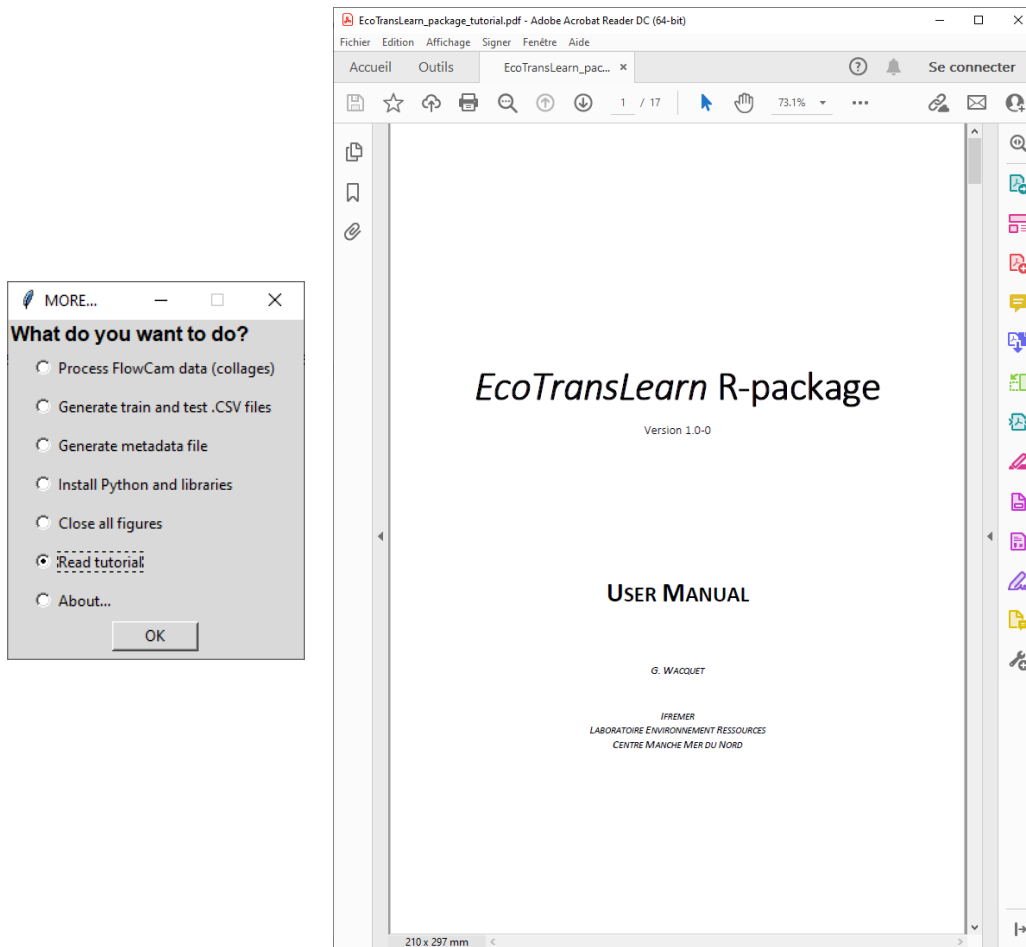 MORE...
What do you want to do?
Process FlowCam data (collages)
Generate train and test .CSV files
Generate metadata file
Install Python and libraries
Close all figures
Read tutorial
About...
OK
EcoTransLearn_package_tutorial.pdf - Adobe Acrobat Reader DC (64-bit)
Fichier Edition Affichage Signer Fenêtre Aide
Accueil Outils EcoTransLearn_pac... ×
Se connecter
1 / 17 73.1%
EcoTransLearn R-package
Version 1.0-0
USER MANUAL
G. WACQUET
IFREMER
LABORATOIRE ENVIRONNEMENT RESSOURCES
CENTRE MANCHE MER DU NORD
210 x 297 mm